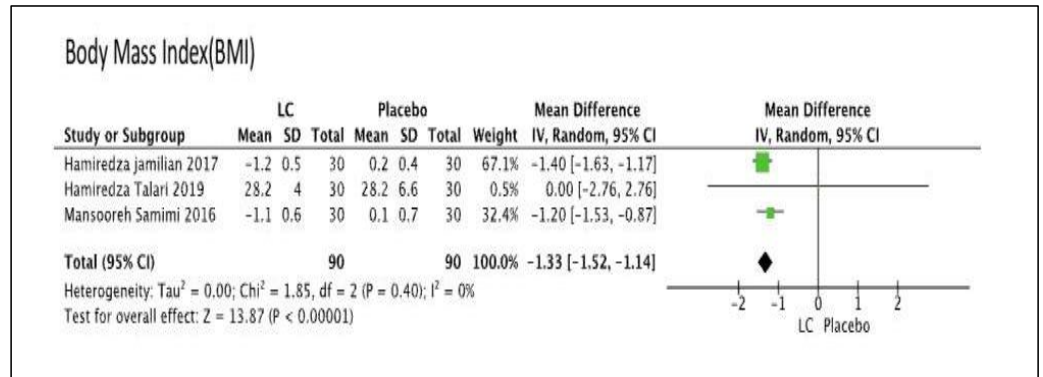 Body Mass Index(BMI)
LC Placebo Mean Difference Mean Difference
Study or Subgroup Mean SD Total Mean SD Total Weight IV, Random, 95% CI IV, Random, 95% CI
Hamiredza jamilian 2017 −1.2 0.5 30 0.2 0.4 30 67.1% −1.40 [−1.63, −1.17]
Hamiredza Talari 2019 28.2 4 30 28.2 6.6 30 0.5% 0.00 [−2.76, 2.76]
Mansooreh Samimi 2016 −1.1 0.6 30 0.1 0.7 30 32.4% −1.20 [−1.53, −0.87]
Total (95% CI) 90 90 100.0% −1.33 [−1.52, −1.14]
Heterogeneity: Tau² = 0.00; Chi² = 1.85, df = 2 (P = 0.40); I² = 0%
Test for overall effect: Z = 13.87 (P < 0.00001)
−2 −1 0 1 2
LC Placebo